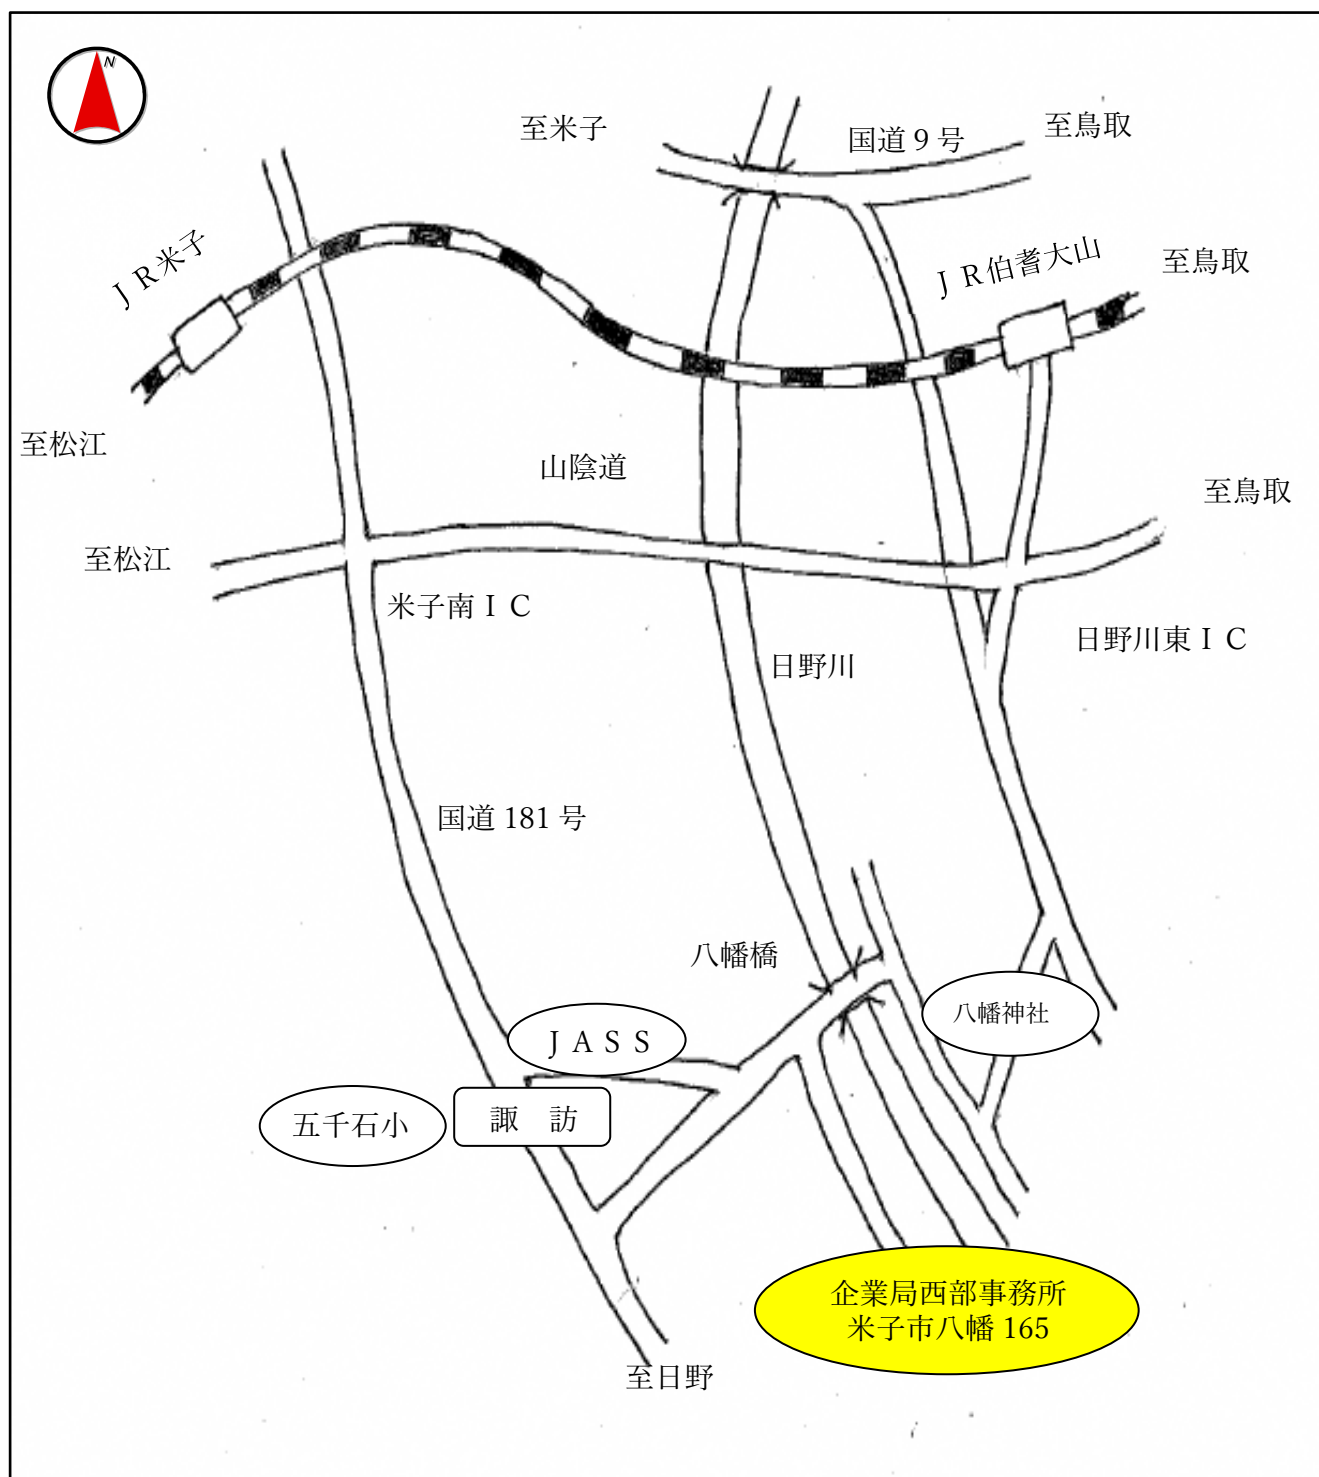 N
至米子
国道９号
至鳥取
ＪＲ米子
ＪＲ伯耆大山
至鳥取
至松江
山陰道
至鳥取
至松江
米子南ＩＣ
日野川東ＩＣ
日野川
国道 181 号
八幡橋
八幡神社
ＪＡＳＳ
五千石小
諏　訪
企業局西部事務所
米子市八幡 165
至日野